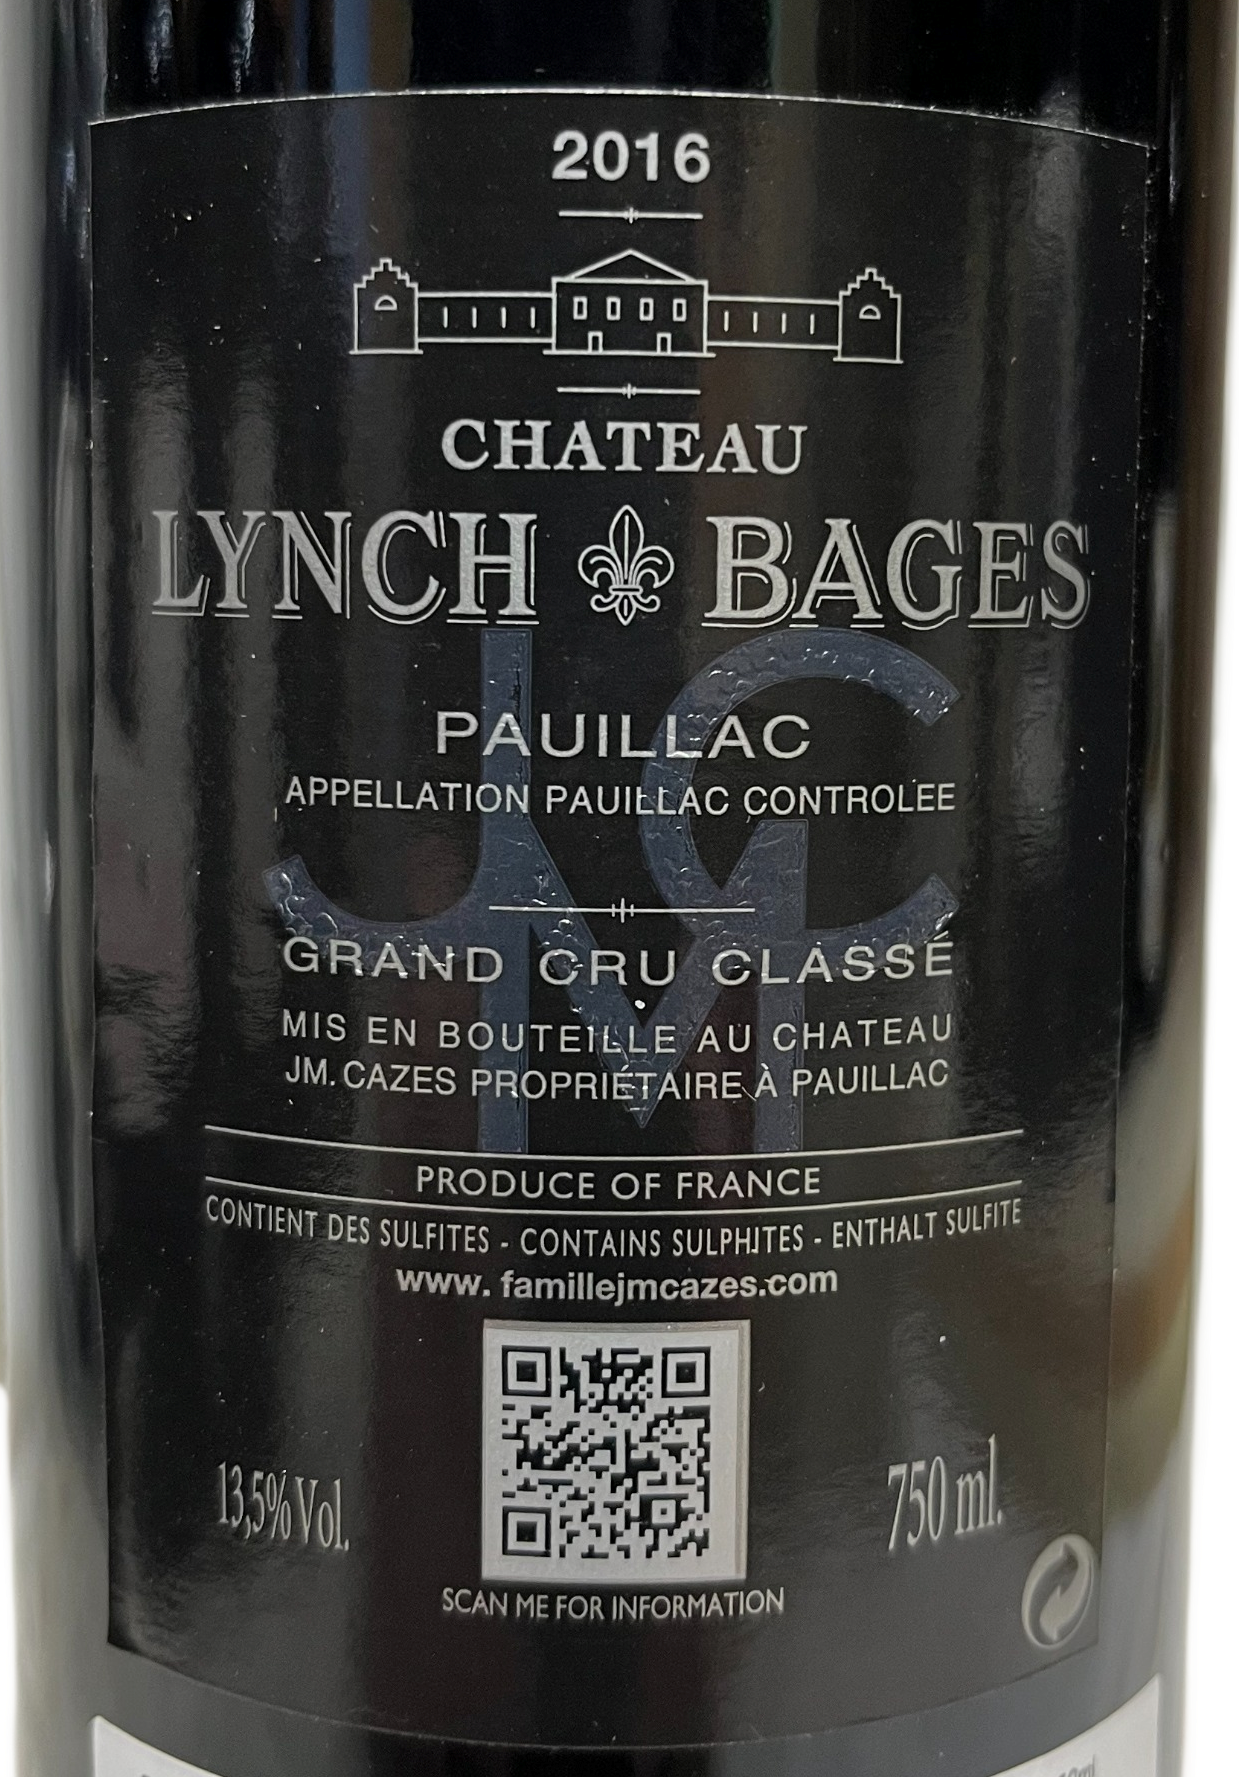 2016
CHATEAU
LYNCH BAGES
PAUILLAC
APPELLATION PAUILLAC CONTROLEE
JMC
GRAND CRU CLASSÉ
MIS EN BOUTEILLE AU CHATEAU
JM. CAZES PROPRIETAIRE À PAUILLAC
PRODUCE OF FRANCE
CONTIENT DES SULFITES - CONTAINS SULPHITES - ENTHALT SULFITE
www. famillejmcazes.com
13,5% Vol.
750 ml.
SCAN ME FOR INFORMATION